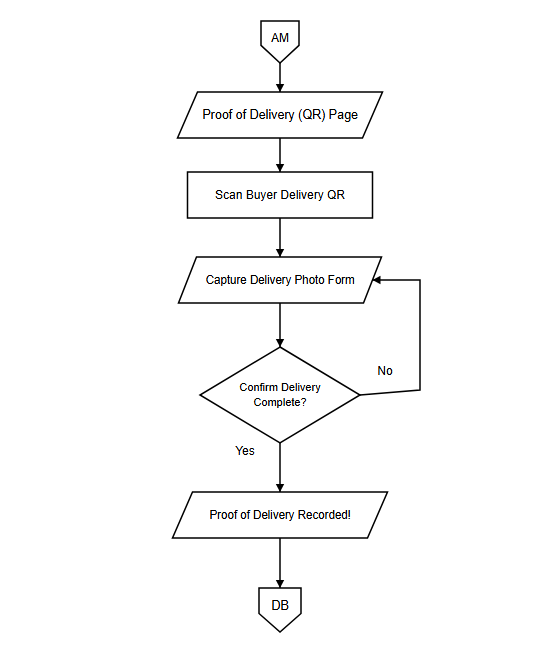 AM
Proof of Delivery (QR) Page
Scan Buyer Delivery QR
Capture Delivery Photo Form
No
Confirm Delivery
Complete?
Yes
Proof of Delivery Recorded!
DB